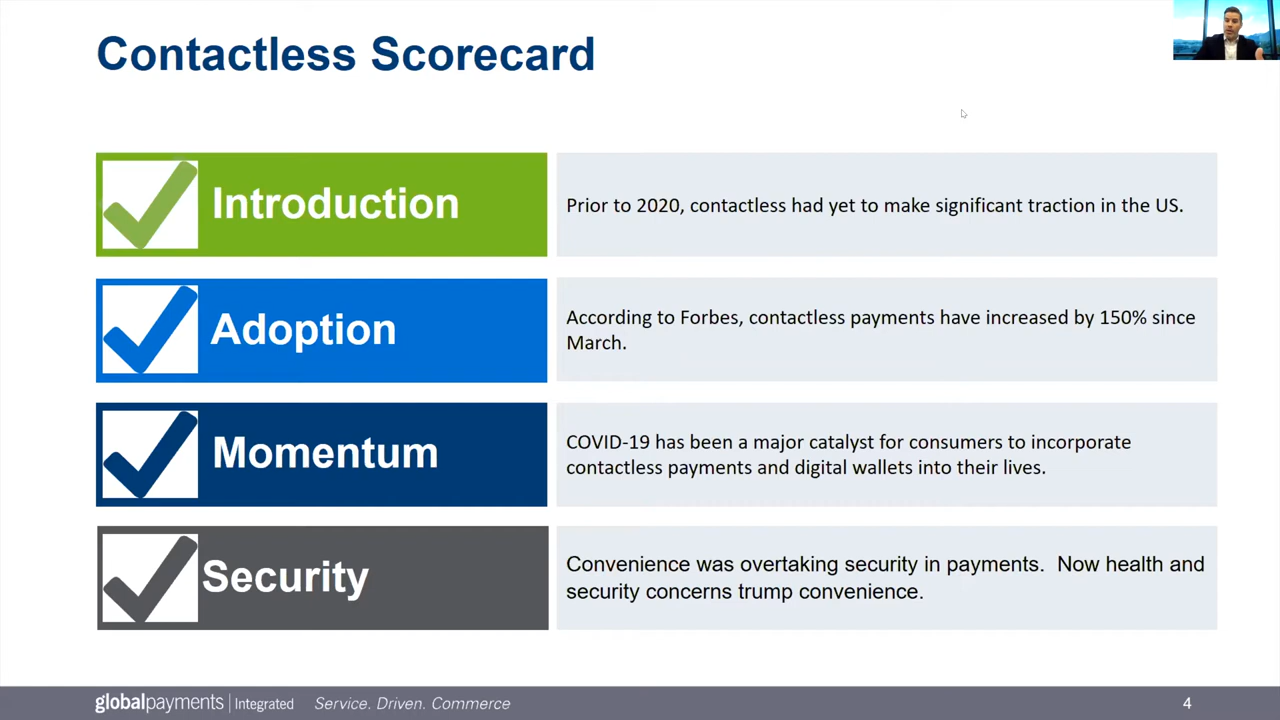 Contactless Scorecard
Introduction
Prior to 2020, contactless had yet to make significant traction in the US.
Adoption
According to Forbes, contactless payments have increased by 150% since
March.
Momentum
COVID-19 has been a major catalyst for consumers to incorporate
contactless payments and digital wallets into their lives.
Security
Convenience was overtaking security in payments.  Now health and
security concerns trump convenience.
globalpayments | Integrated Service. Driven. Commerce 4